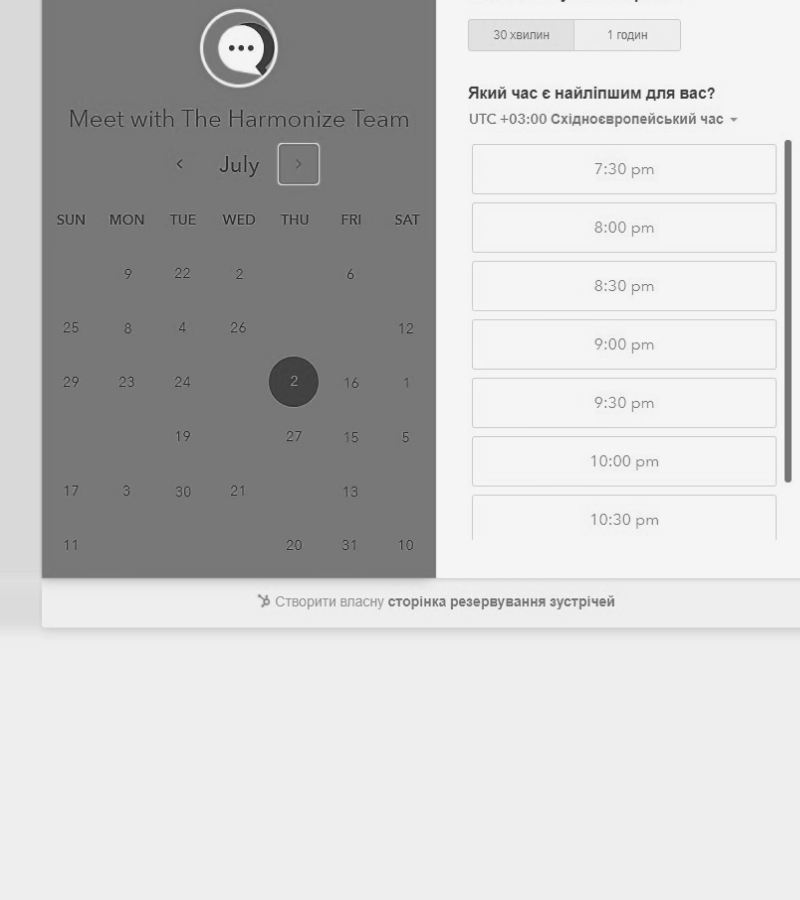 30 хвилин 1 годин
Який час є найліпшим для вас?
UTC +03:00 Східноєвропейський час
Meet with The Harmonize Team
July
SUN MON TUE WED THU FRI SAT
9 22 2 6
25 8 4 26 12
29 23 24 2 16 1
19 27 15 5
17 3 30 21 13
11 20 31 10
7:30 pm
8:00 pm
8:30 pm
9:00 pm
9:30 pm
10:00 pm
10:30 pm
Створити власну сторінка резервування зустрічей